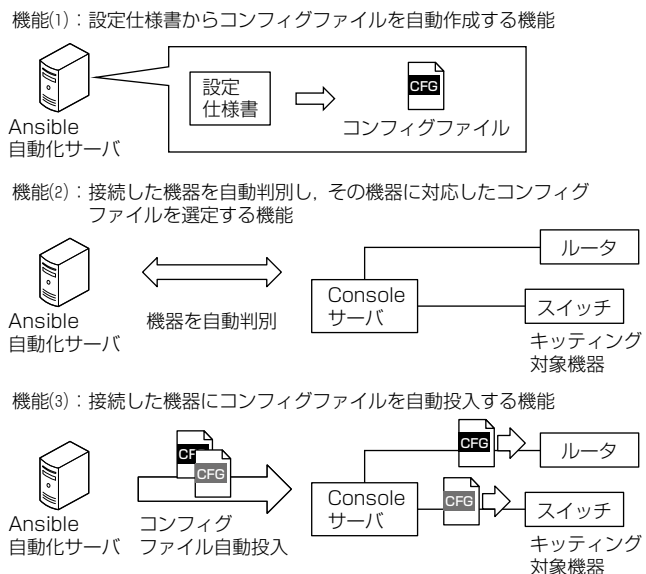 機能⑴：設定仕様書からコンフィグファイルを自動作成する機能
設定
仕様書
CFG
コンフィグファイル
Ansible
自動化サーバ
機能⑵：接続した機器を自動判別し，その機器に対応したコンフィグ
ファイルを選定する機能
ルータ
Console
サーバ
スイッチ
機器を自動判別
Ansible
自動化サーバ
キッティング
対象機器
機能⑶：接続した機器にコンフィグファイルを自動投入する機能
CF
CFG
CFG
ルータ
Console
サーバ
CFG
スイッチ
Ansible
自動化サーバ
コンフィグ
ファイル自動投入
キッティング
対象機器